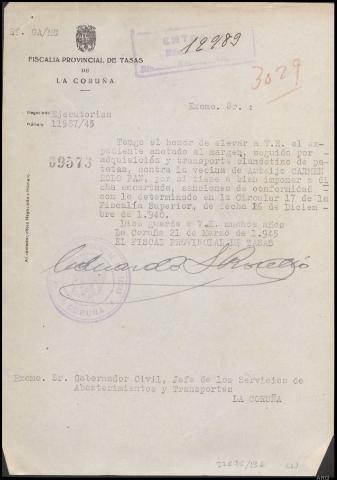 FISCALIA PROVINCIAL DE TASAS
DE
LA CORUÑA
12989
3029
Negociado Ejecutorias
Número 11987/45
09573
Excmo. Sr.:
Tengo el honor de elevar a V.E. el ex-
pediente anotado al margen, seguido por
adquisición y transporte clandestino de pa-
tatas, contra la vecina de Arteijo CARMEN
por si tiene a bien imponer a di
cha encartada, sanciones de conformidad
con lo determinado en la Circular 17 de la
Fiscalía Superior, de fecha 26 de Diciem-
bre de 1.940.
Dios guarde a V.E. muchos años
La Coruña 21 de Marzo de 1.945
EL FISCAL PROVINCIAL DE TASAS
Eduardo
CORUÑA
Excmo. Sr. Gobernador Civil, Jefe de los Servicios de
Abastecimientos y Transportes
LA CORUÑA